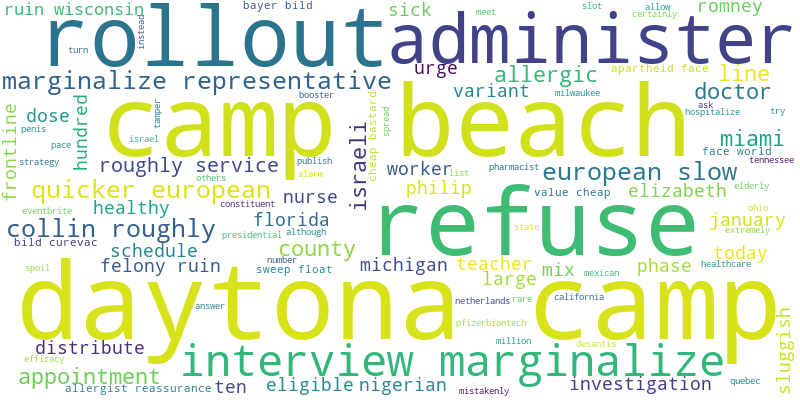 ruin wisconsin
bayer bild
sick
slot
allow
romney
meet
certainly
instead
turn
rollout
administer
marginalize representative
urge
allergic
apartheid face
line
booster
variant
milwaukee
doctor
dose
hundred
tamper
camp beach
cheap bastard
spread
ask
hospitalize
try
penis
pace
israel
israeli
pharmacist
miami
frontline
strategy
roughly service
publish
worker
list
european slow
face world
tennessee
others
alarm
quicker european
nurse
constituent
philip
value cheap
elizabeth
elderly
healthy
eventbrite
florida
refuse
ohio
january
collin roughly
presidential
although
state
extremely
bild curevac
schedule
county
number
today
spoil
felony ruin
sweep float
michigan
teacher
mix
phase
healthcare
large
mexican
daytona camp
answer
netherlands
rare
california
pfizerbiontech
sluggish
distribute
million
desantis
efficacy
interview marginalize
appointment
allergist reassurance
ten
eligible
nigerian
mistakenly
investigation
quebec